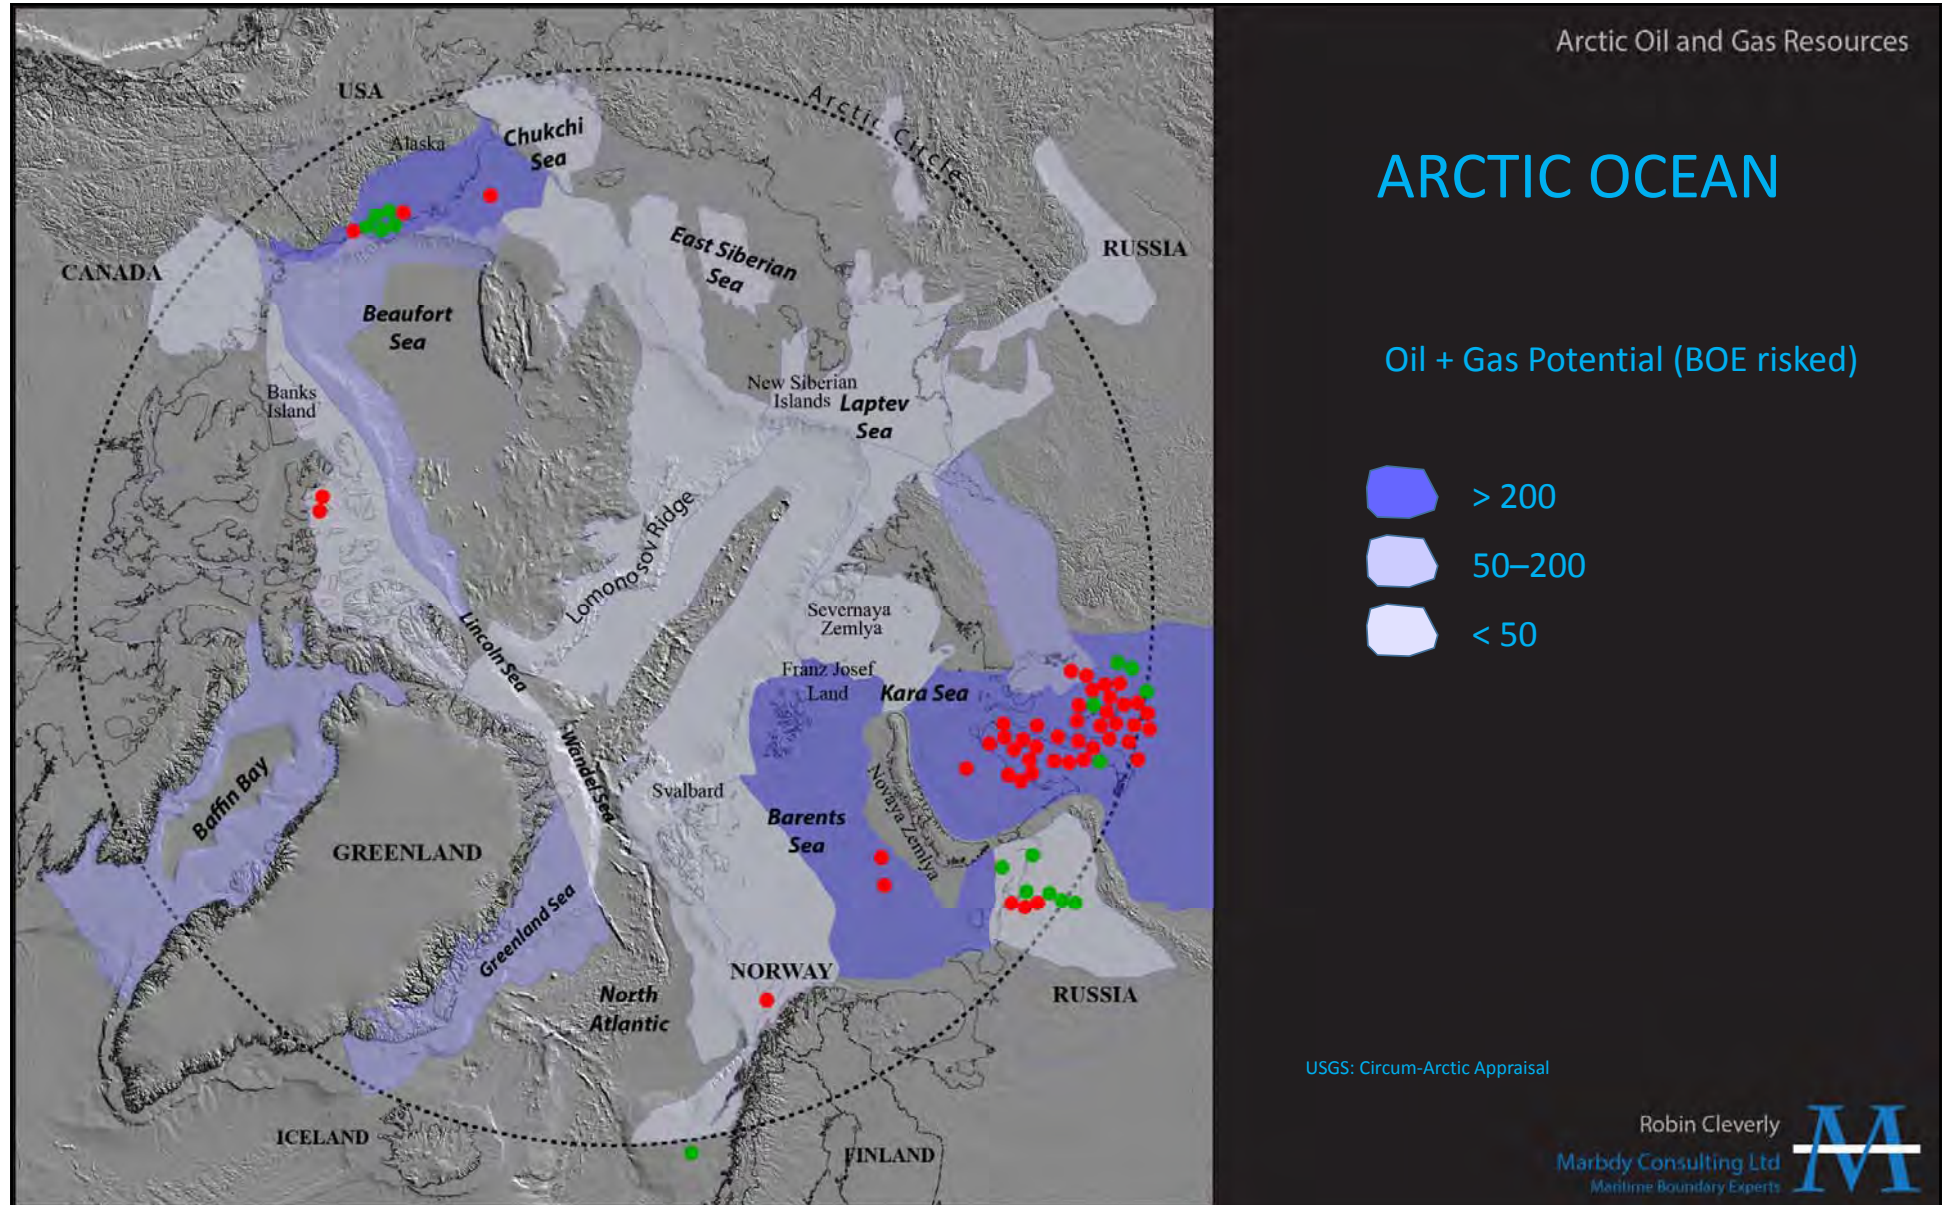 Arctic Oil and Gas Resources
ARCTIC OCEAN
Oil + Gas Potential (BOE risked)
> 200
50–200
< 50
USGS: Circum-Arctic Appraisal
Robin Cleverly
Marbdy Consulting Ltd
Maritime Boundary Experts
M
USA
Arctic Circle
Alaska
Chukchi
Sea
CANADA
East Siberian
Sea
RUSSIA
Beaufort
Sea
Banks
Island
New Siberian
Islands
Laptev
Sea
Lomonosov Ridge
Severnaya
Zemlya
Lincoln Sea
Franz Josef
Land
Kara Sea
Wandel Sea
Novaya Zemlya
Svalbard
Baffin Bay
Barents
Sea
GREENLAND
Greenland Sea
NORWAY
North
Atlantic
RUSSIA
ICELAND
FINLAND